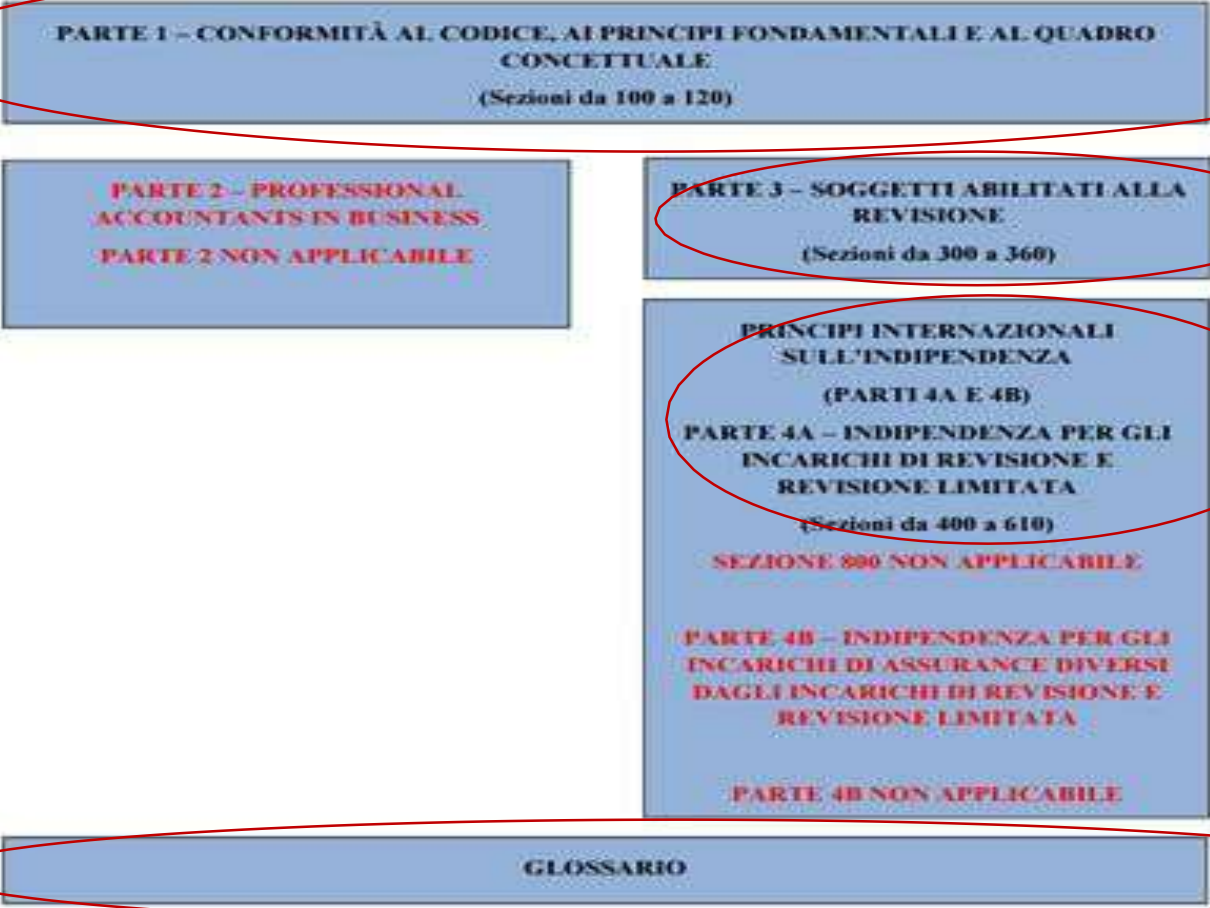 PARTE 1 – CONFORMITÀ AL CODICE, AI PRINCIPI FONDAMENTALI E AL QUADRO
CONCETTUALE
(Sezioni da 100 a 120)
PARTE 2 – PROFESSIONAL
ACCOUNTANTS IN BUSINESS
PARTE 2 NON APPLICABILE
PARTE 3 – SOGGETTI ABILITATI ALLA
REVISIONE
(Sezioni da 300 a 360)
PRINCIPI INTERNAZIONALI
SULL'INDIPENDENZA
(PARTI 4A E 4B)
PARTE 4A – INDIPENDENZA PER GLI
INCARICHI DI REVISIONE E
REVISIONE LIMITATA
(Sezioni da 400 a 610)
SEZIONE 800 NON APPLICABILE
PARTE 4B – INDIPENDENZA PER GLI
INCARICHI DI ASSURANCE DIVERSI
DAGLI INCARICHI DI REVISIONE E
REVISIONE LIMITATA
PARTE 4B NON APPLICABILE
GLOSSARIO